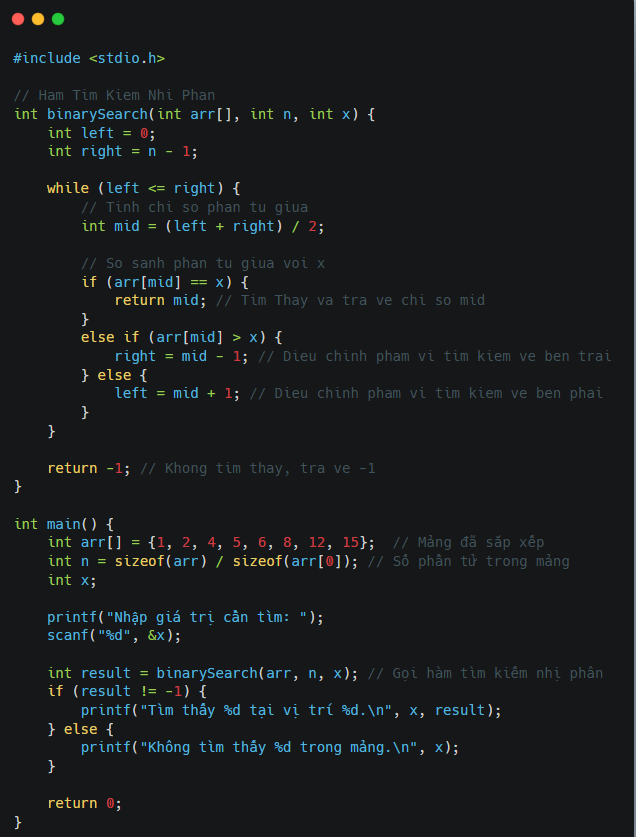 #include <stdio.h>

// Ham Tim Kiem Nhi Phan
int binarySearch(int arr[], int n, int x) {
    int left = 0;
    int right = n - 1;

    while (left <= right) {
        // Tinh chi so phan tu giua
        int mid = (left + right) / 2;

        // So sanh phan tu giua voi x
        if (arr[mid] == x) {
            return mid; // Tim Thay va tra ve chi so mid
        }
        else if (arr[mid] > x) {
            right = mid - 1; // Dieu chinh pham vi tim kiem ve ben trai
        } else {
            left = mid + 1; // Dieu chinh pham vi tim kiem ve ben phai
        }
    }

    return -1; // Khong tim thay, tra ve -1
}

int main() {
    int arr[] = {1, 2, 4, 5, 6, 8, 12, 15};  // Mảng đã sắp xếp
    int n = sizeof(arr) / sizeof(arr[0]); // Số phần tử trong mảng
    int x;

    printf("Nhập giá trị cần tìm: ");
    scanf("%d", &x);

    int result = binarySearch(arr, n, x); // Gọi hàm tìm kiếm nhị phân
    if (result != -1) {
        printf("Tìm thấy %d tại vị trí %d.\n", x, result);
    } else {
        printf("Không tìm thấy %d trong mảng.\n", x);
    }

    return 0;
}